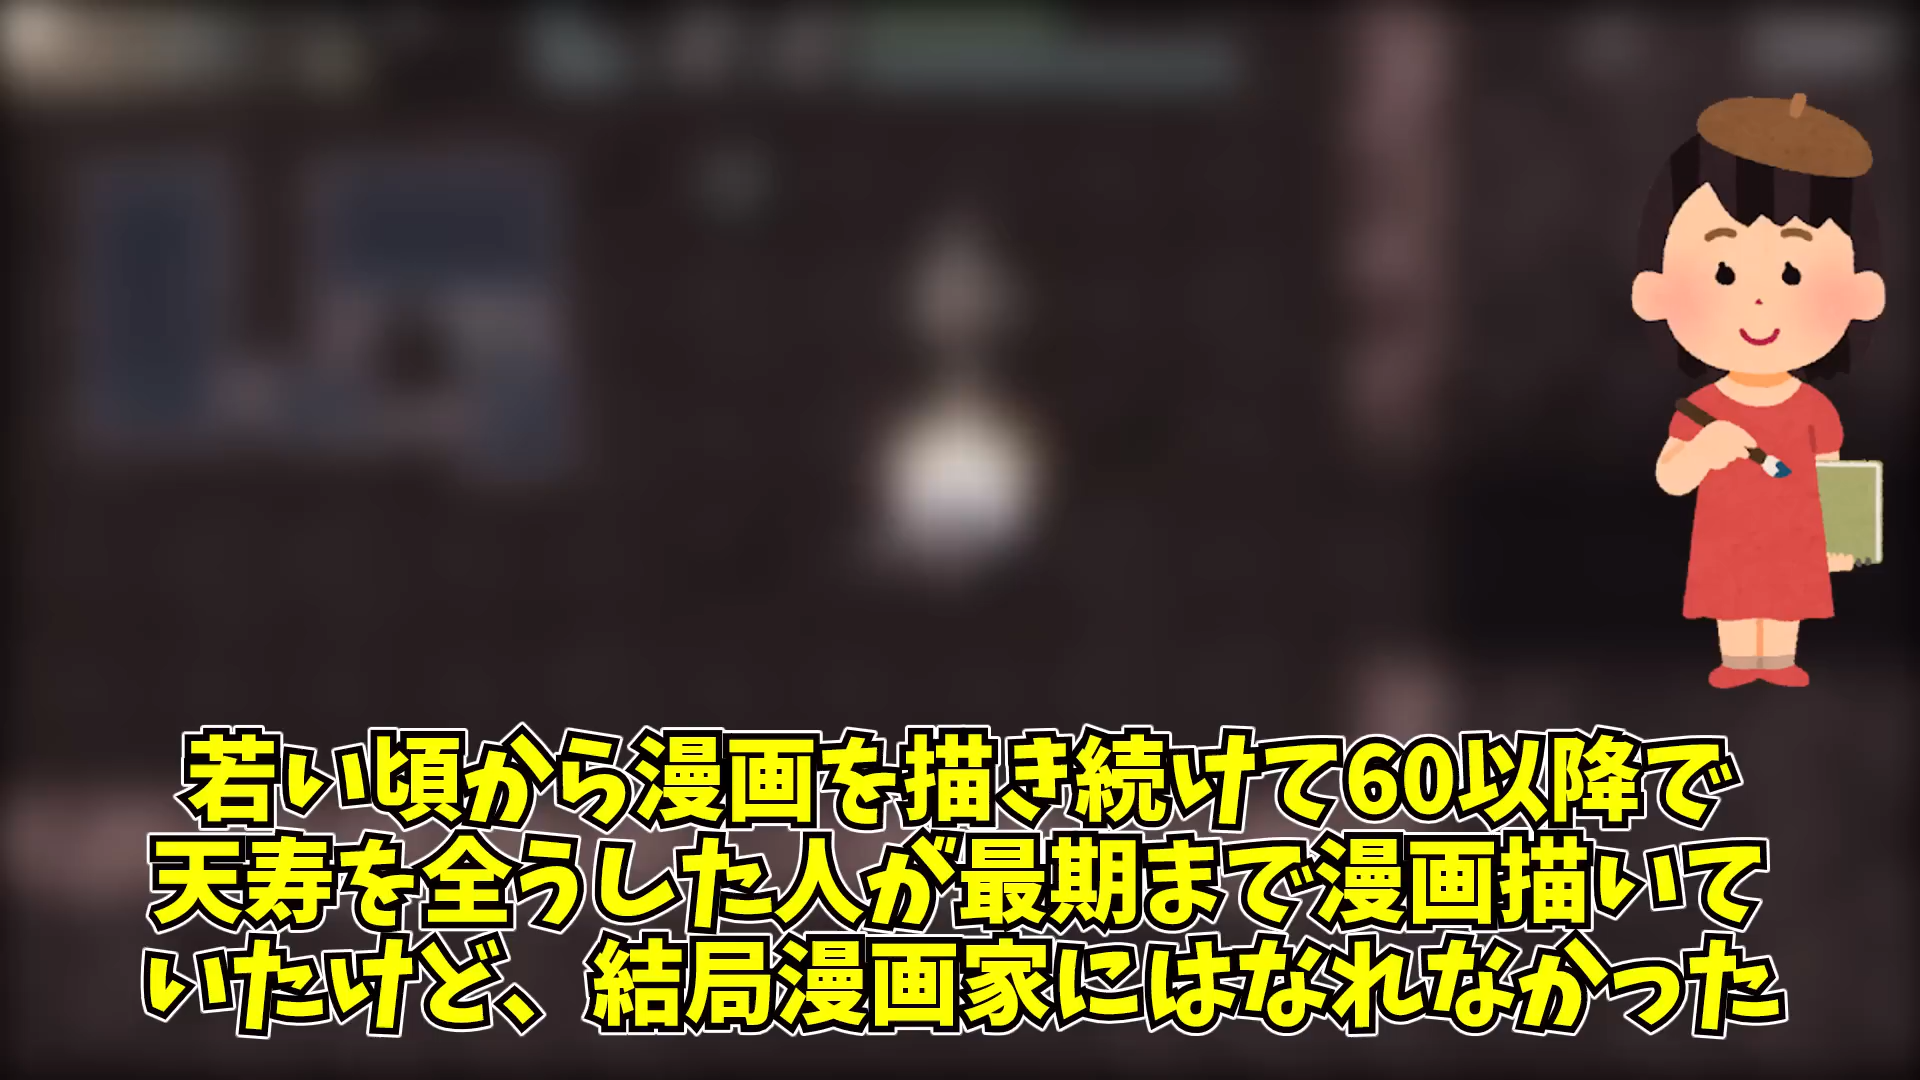 若い頃から漫画を描き続けて60以降で
天寿を全うした人が最期まで漫画描いて
いたけど、結局漫画家にはなれなかった